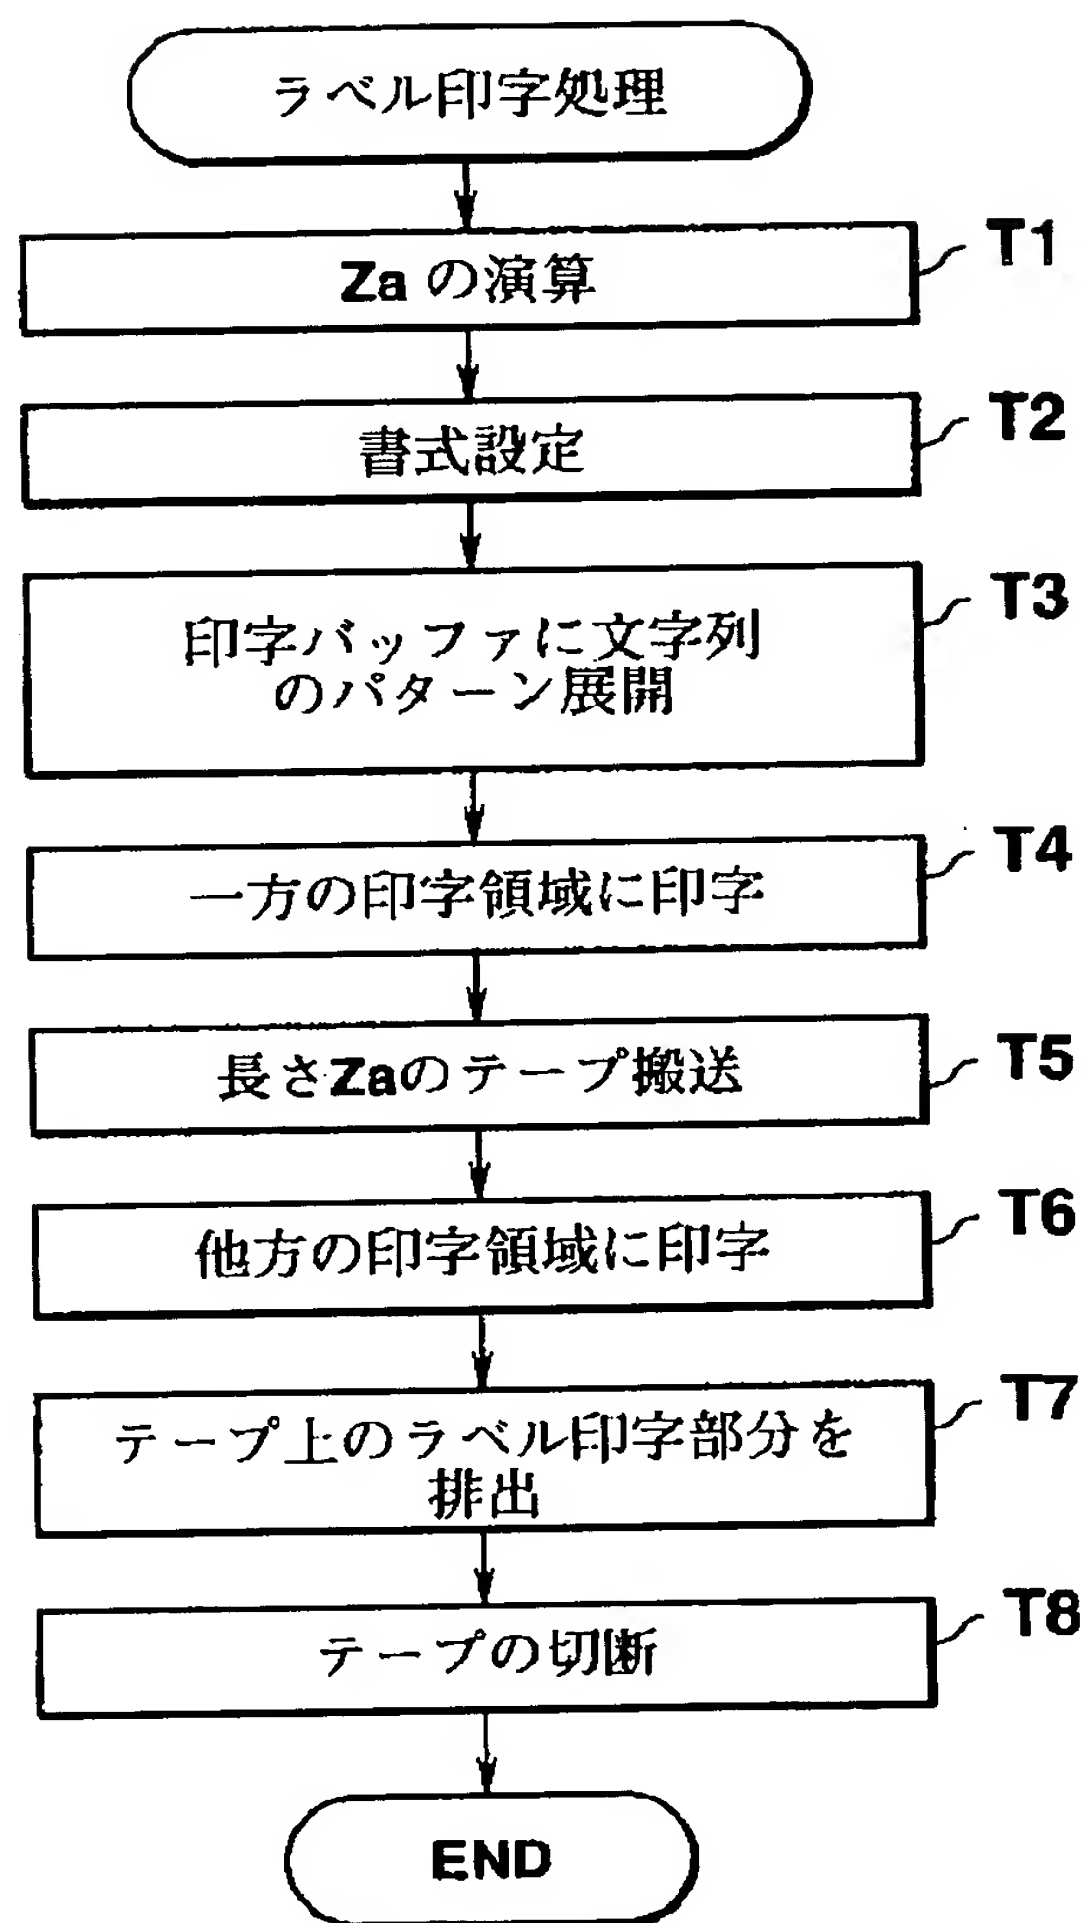 ラベル印字処理
Zaの演算
T1
書式設定
T2
印字バッファに文字列
のパターン展開
T3
一方の印字領域に印字
T4
長さZaのテープ搬送
T5
他方の印字領域に印字
T6
テープ上のラベル印字部分を
排出
T7
テープの切断
T8
END